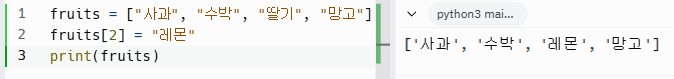 1 fruits = ["사과", "수박", "딸기", "망고"]
2 fruits[2] = "레몬"
3 print(fruits)
python3 mai...
['사과', '수박', '레몬', '망고']